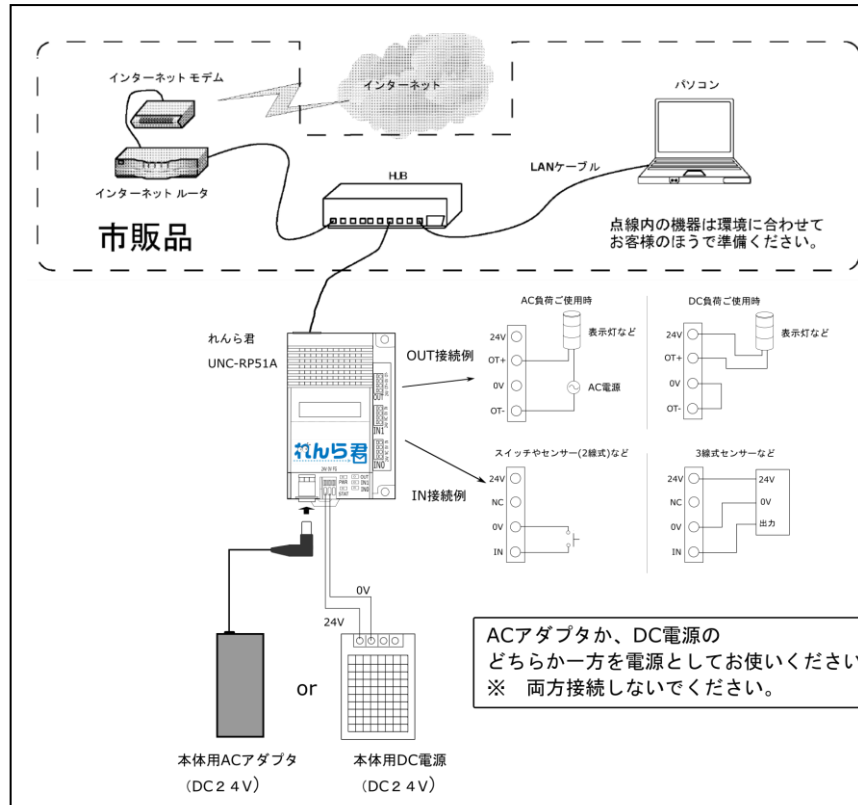 インターネット モデム
インターネット
パソコン
インターネット ルータ
HUB
LANケーブル
市販品
点線内の機器は環境に合わせて
お客様のほうで準備ください。
れんら君
UNC-RP51A
OUT
IN1
IN0
れんら君
24V 0V FG
PWR
STAT
OUT
IN1
IN0
OUT接続例
IN接続例
AC負荷ご使用時
24V
OT+
0V
OT-
表示灯など
AC電源
DC負荷ご使用時
24V
OT+
0V
OT-
表示灯など
スイッチやセンサー(2線式)など
24V
NC
0V
IN
3線式センサーなど
24V
NC
0V
IN
24V
0V
出力
0V
24V
or
本体用ACアダプタ
(DC24V)
本体用DC電源
(DC24V)
ACアダプタか、DC電源の
どちらか一方を電源としてお使いください
※ 両方接続しないでください。